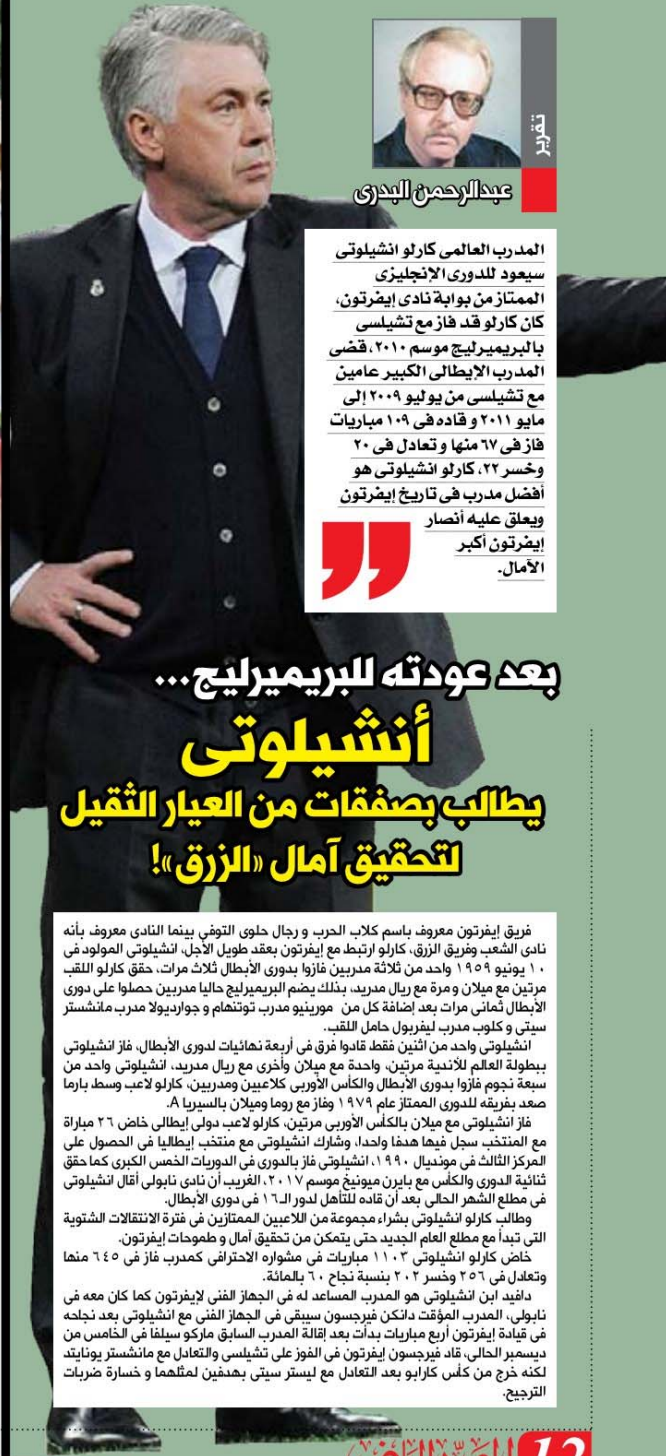 تقرير
عبدالرحمن البدرى
المدرب العالمى كارلو انشيلوتى
سيعود للدورى الإنجليزى
الممتاز من بوابة نادى إيفرتون،
كان كارلو قد فاز مع تشيلسى
بالبريميرليج موسم ٢٠١٠، قضى
المدرب الإيطالى الكبير عامين
مع تشيلسى من يوليو ٢٠٠٩ إلى
مايو ٢٠١١ و قاده فى ١٠٩ مباريات
فاز فى ٦٧ منها و تعادل فى ٢٠
وخسر ٢٢، كارلو انشيلوتى هو
أفضل مدرب فى تاريخ إيفرتون
ويعلق عليه أنصار
إيفرتون أكبر
الآمال.
بعد عودته للبريميرليج...
أنشيلوتى
يطالب بصفقات من العيار الثقيل
لتحقيق آمال «الزرق»!
فريق إيفرتون معروف باسم كلاب الحرب و رجال حلوى التوفى بينما النادى معروف بأنه
نادى الشعب وفريق الزرق، كارلو ارتبط مع إيفرتون بعقد طويل الأجل، انشيلوتى المولود فى
١٠ يونيو ١٩٥٩ واحد من ثلاثة مدربين فازوا بدورى الأبطال ثلاث مرات، حقق كارلو اللقب
مرتين مع ميلان و مرة مع ريال مدريد، بذلك يضم البريميرليج حاليا مدربين حصلوا على دورى
الأبطال ثمانى مرات بعد إضافة كل من مورينيو مدرب توتنهام و جوارديولا مدرب مانشستر
سيتى و كلوب مدرب ليفربول حامل اللقب.
انشيلوتى واحد من اثنين فقط قادوا فرق فى أربعة نهائيات لدورى الأبطال، فاز انشيلوتى
ببطولة العالم للأندية مرتين، واحدة مع ميلان وأخرى مع ريال مدريد، انشيلوتى واحد من
سبعة نجوم فازوا بدورى الأبطال والكأس الأوربى كلاعبين ومدربين، كارلو لاعب وسط بارما
صعد بفريقه للدورى الممتاز عام ١٩٧٩ وفاز مع روما وميلان بالسيريا A.
فاز انشيلوتى مع ميلان بالكأس الأوربى مرتين، كارلو لاعب دولى إيطالى خاض ٢٦ مباراة
مع المنتخب سجل فيها هدفا واحدا، وشارك انشيلوتى مع منتخب إيطاليا فى الحصول على
المركز الثالث فى مونديال ١٩٩٠، انشيلوتى فاز بالدورى فى الدوريات الخمس الكبرى كما حقق
ثنائية الدورى والكأس مع بايرن ميونيخ موسم ٢٠١٧، الغريب أن نادى نابولى أقال انشيلوتى
فى مطلع الشهر الحالى بعد أن قاده للتأهل لدور الـ١٦ فى دورى الأبطال.
وطالب كارلو انشيلوتى بشراء مجموعة من اللاعبين الممتازين فى فترة الانتقالات الشتوية
التى تبدأ مع مطلع العام الجديد حتى يتمكن من تحقيق آمال و طموحات إيفرتون.
خاض كارلو انشيلوتى ١١٠٣ مباريات فى مشواره الاحترافى كمدرب فاز فى ٦٤٥ منها
وتعادل فى ٢٥٦ وخسر ٢٠٢ بنسبة نجاح ٦٠ بالمائة.
دافيد ابن انشيلوتى هو المدرب المساعد له فى الجهاز الفنى لإيفرتون كما كان معه فى
نابولى، المدرب المؤقت دانكن فيرجسون سيبقى فى الجهاز الفنى مع انشيلوتى بعد نجاحه
فى قيادة إيفرتون أربع مباريات بدأت بعد إقالة المدرب السابق ماركو سيلفا فى الخامس من
ديسمبر الحالى، قاد فيرجسون إيفرتون فى الفوز على تشيلسى والتعادل مع مانشستر يونايتد
لكنه خرج من كأس كارابو بعد التعادل مع ليستر سيتى بهدفين لمثلهما و خسارة ضربات
الترجيح.
12